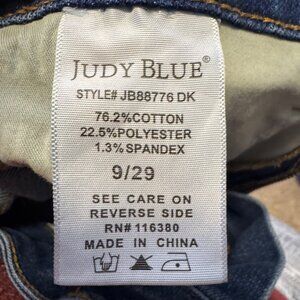 JUDY BLUE®
STYLE# JB88776 DK
76.2%COTTON
22.5%POLYESTER
1.3%SPANDEX
9/29
SEE CARE ON
REVERSE SIDE
RN# 116380
MADE IN CHINA